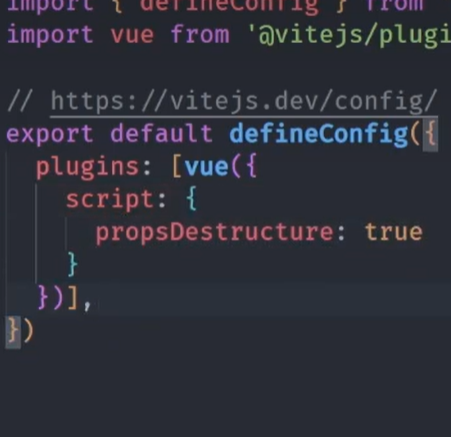 import { defineConfig } from
import vue from '@vitejs/plugi
// https://vitejs.dev/config/
export default defineConfig({
  plugins: [vue({
    script: {
      propsDestructure: true
    }
  })],
})